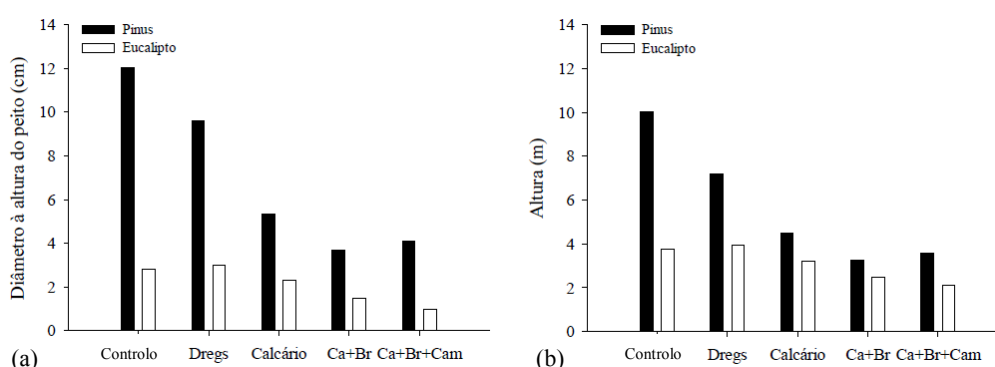 14
12
10
8
6
4
2
0
Diâmetro à altura do peito (cm)
Pinus
Eucalipto
Controlo Dregs Calcário Ca+Br Ca+Br+Cam
(a)
14
12
10
8
6
4
2
0
Altura (m)
Pinus
Eucalipto
Controlo Dregs Calcário Ca+Br Ca+Br+Cam
(b)